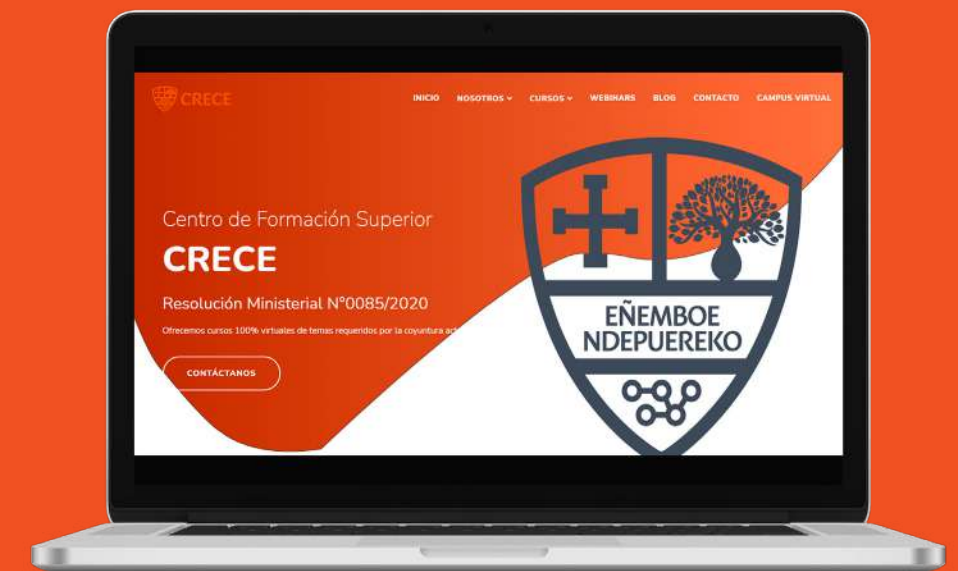 CRECE
INICIO NOSOTROS CURSOS WEBINARS BLOG CONTACTO CAMPUS VIRTUAL
Centro de Formación Superior
CRECE
Resolución Ministerial N°0085/2020
Ofrecemos cursos 100% virtuales de temas requeridos por la coyuntura
CONTÁCTANOS
EÑEMBOE
NDEPUEREKO